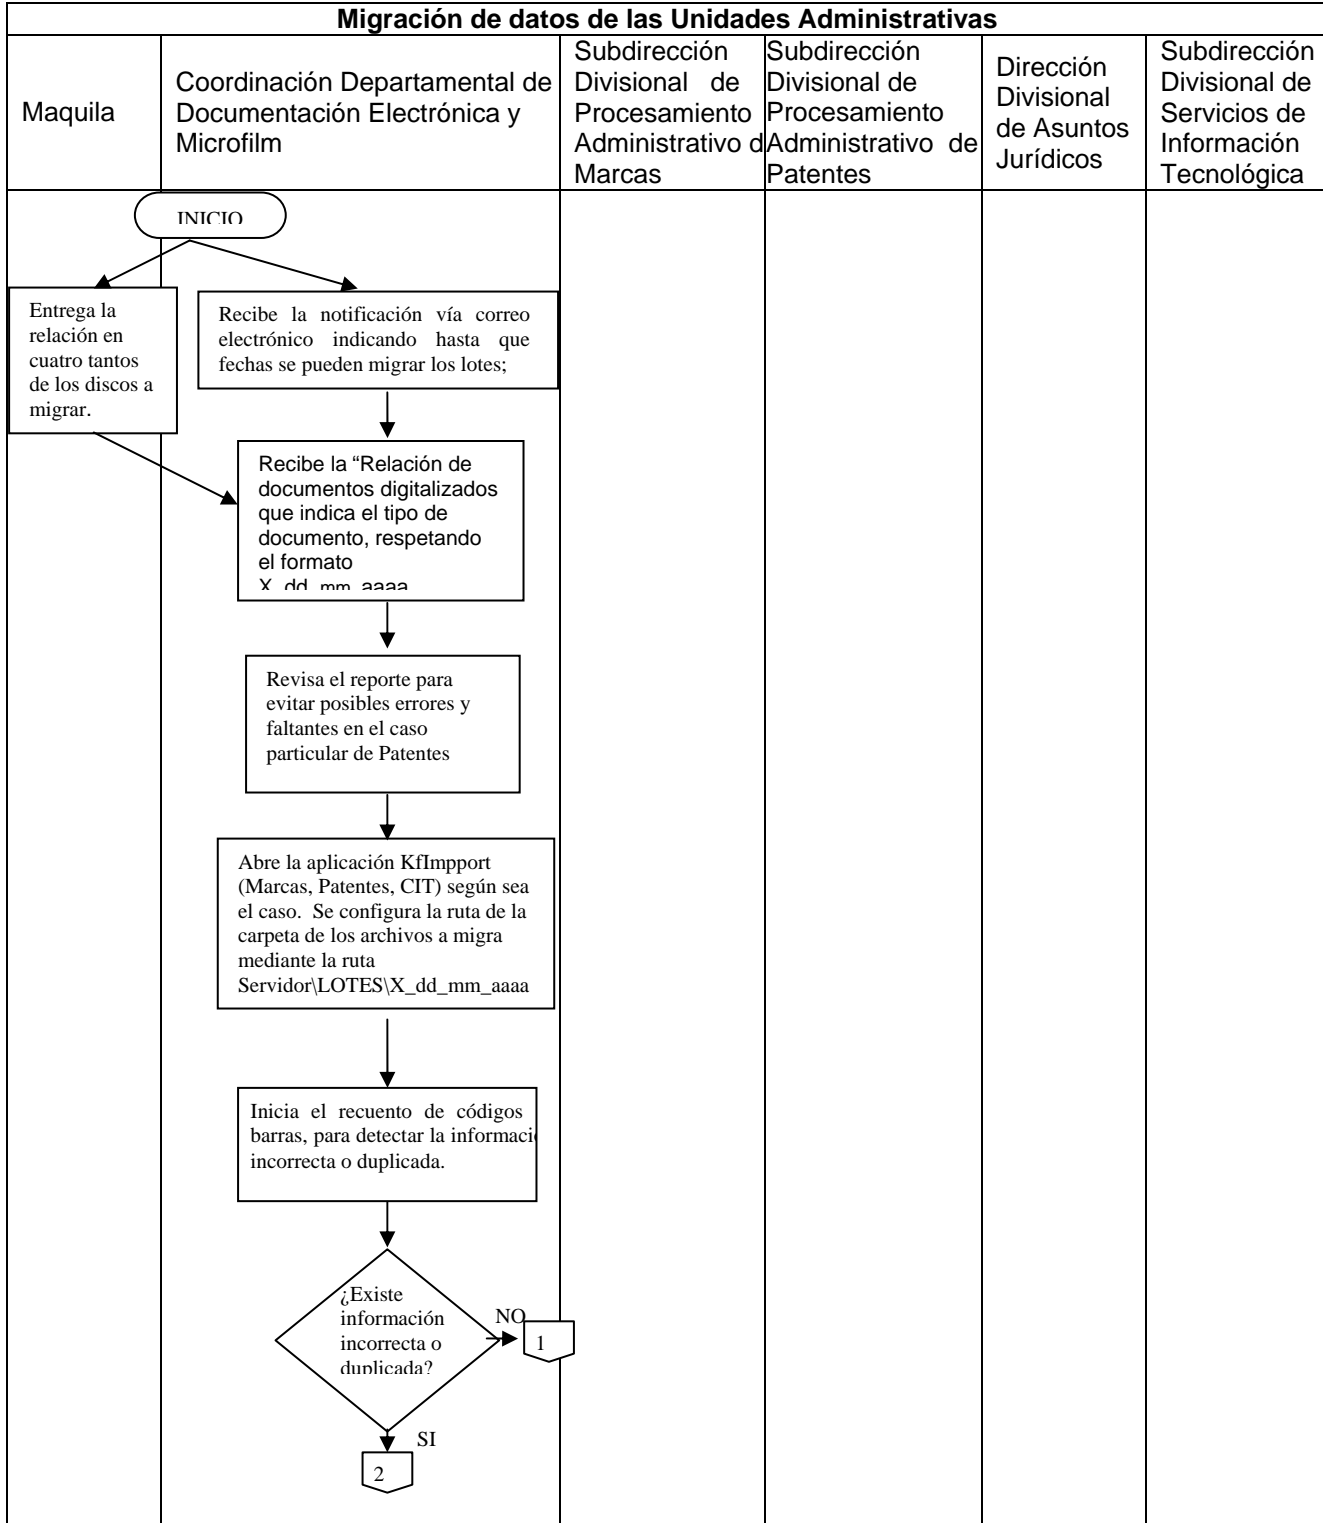 Migración de datos de las Unidades Administrativas
Maquila
Coordinación Departamental de
Documentación Electrónica y
Microfilm
Subdirección
Divisional de
Procesamiento
Administrativo d
Marcas
Subdirección
Divisional de
Procesamiento
Administrativo de
Patentes
Dirección
Divisional
de Asuntos
Jurídicos
Subdirección
Divisional de
Servicios de
Información
Tecnológica
INICIO
Entrega la
relación en
cuatro tantos
de los discos a
migrar.
Recibe la notificación vía correo
electrónico indicando hasta que
fechas se pueden migrar los lotes;
Recibe la “Relación de
documentos digitalizados
que indica el tipo de
documento, respetando
el formato
X_dd_mm_aaaa
Revisa el reporte para
evitar posibles errores y
faltantes en el caso
particular de Patentes
Abre la aplicación KfImpport
(Marcas, Patentes, CIT) según sea
el caso. Se configura la ruta de la
carpeta de los archivos a migra
mediante la ruta
Servidor\LOTES\X_dd_mm_aaaa
Inicia el recuento de códigos
barras, para detectar la informaci
incorrecta o duplicada.
¿Existe
información
incorrecta o
duplicada?
NO
1
SI
2